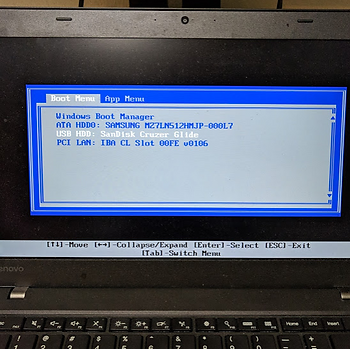 Boot Menu App Menu
Windows Boot Manager
ATA HDD0: SAMSUNG MZ7LN512HMJP-000L7
USB HDD: SanDisk Cruzer Glide
PCI LAN: IBA CL Slot 00FE v0106
[↑↓]-Move [←→]-Collapse/Expand [Enter]-Select [ESC]-Exit
[Tab]-Switch Menu
enovo
Home End Insert
! @ # $ % ^ & * (